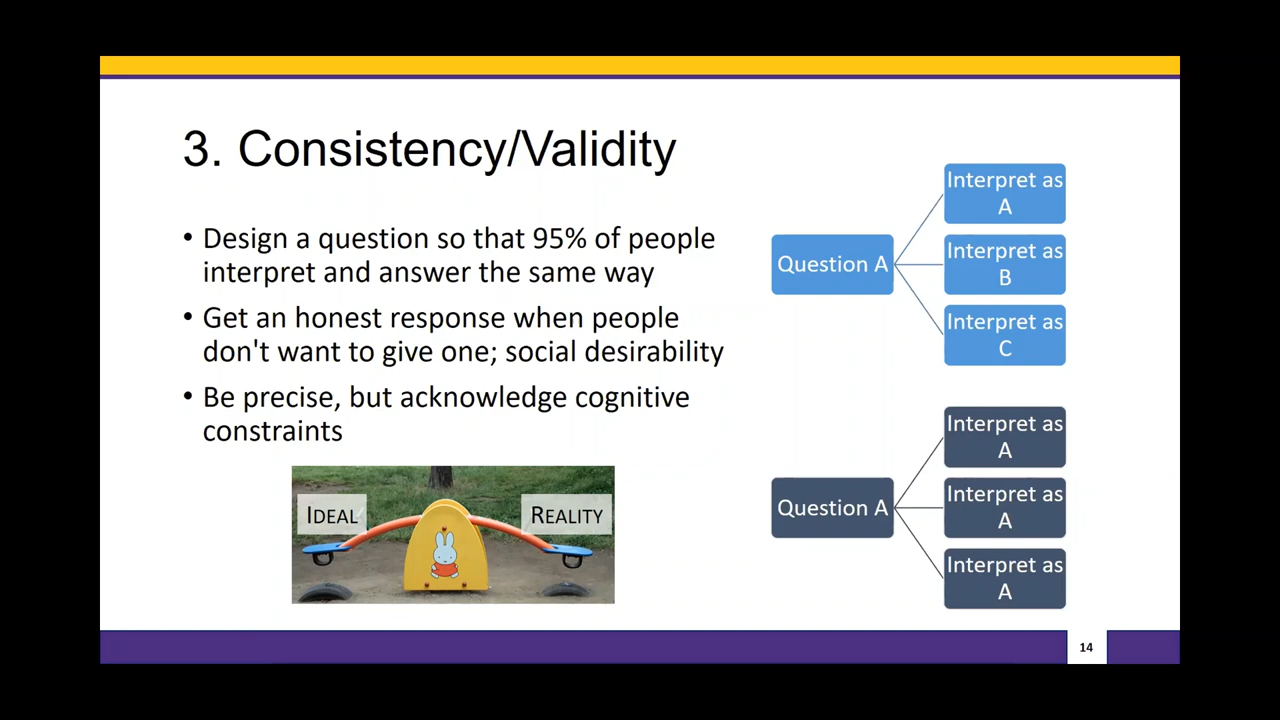 3. Consistency/Validity
• Design a question so that 95% of people
interpret and answer the same way
• Get an honest response when people
don't want to give one; social desirability
• Be precise, but acknowledge cognitive
constraints
IDEAL
REALITY
Question A
Interpret as
A
Interpret as
B
Interpret as
C
Question A
Interpret as
A
Interpret as
A
Interpret as
A
14